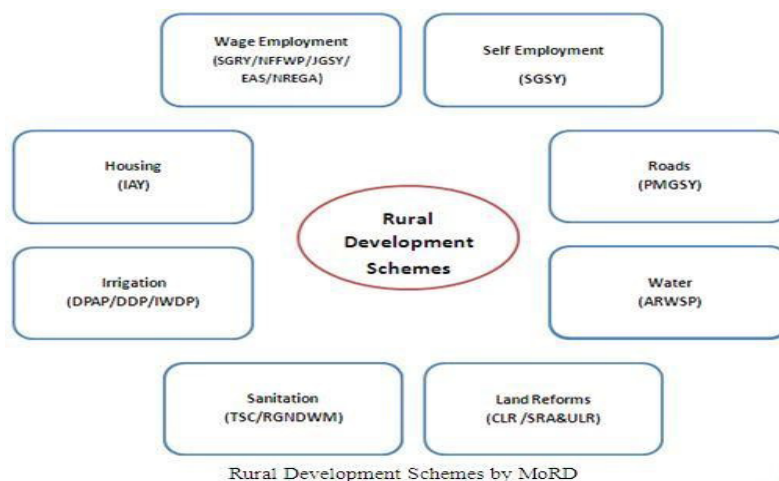 Wage Employment
(SGRY/NFFWP/JGSY/
EAS/NREGA)
Self Employment
(SGSY)
Housing
(IAY)
Roads
(PMGSY)
Rural
Development
Schemes
Irrigation
(DPAP/DDP/IWDP)
Water
(ARWSP)
Sanitation
(TSC/RGNDWM)
Land Reforms
(CLR /SRA&ULR)
Rural Development Schemes by MoRD